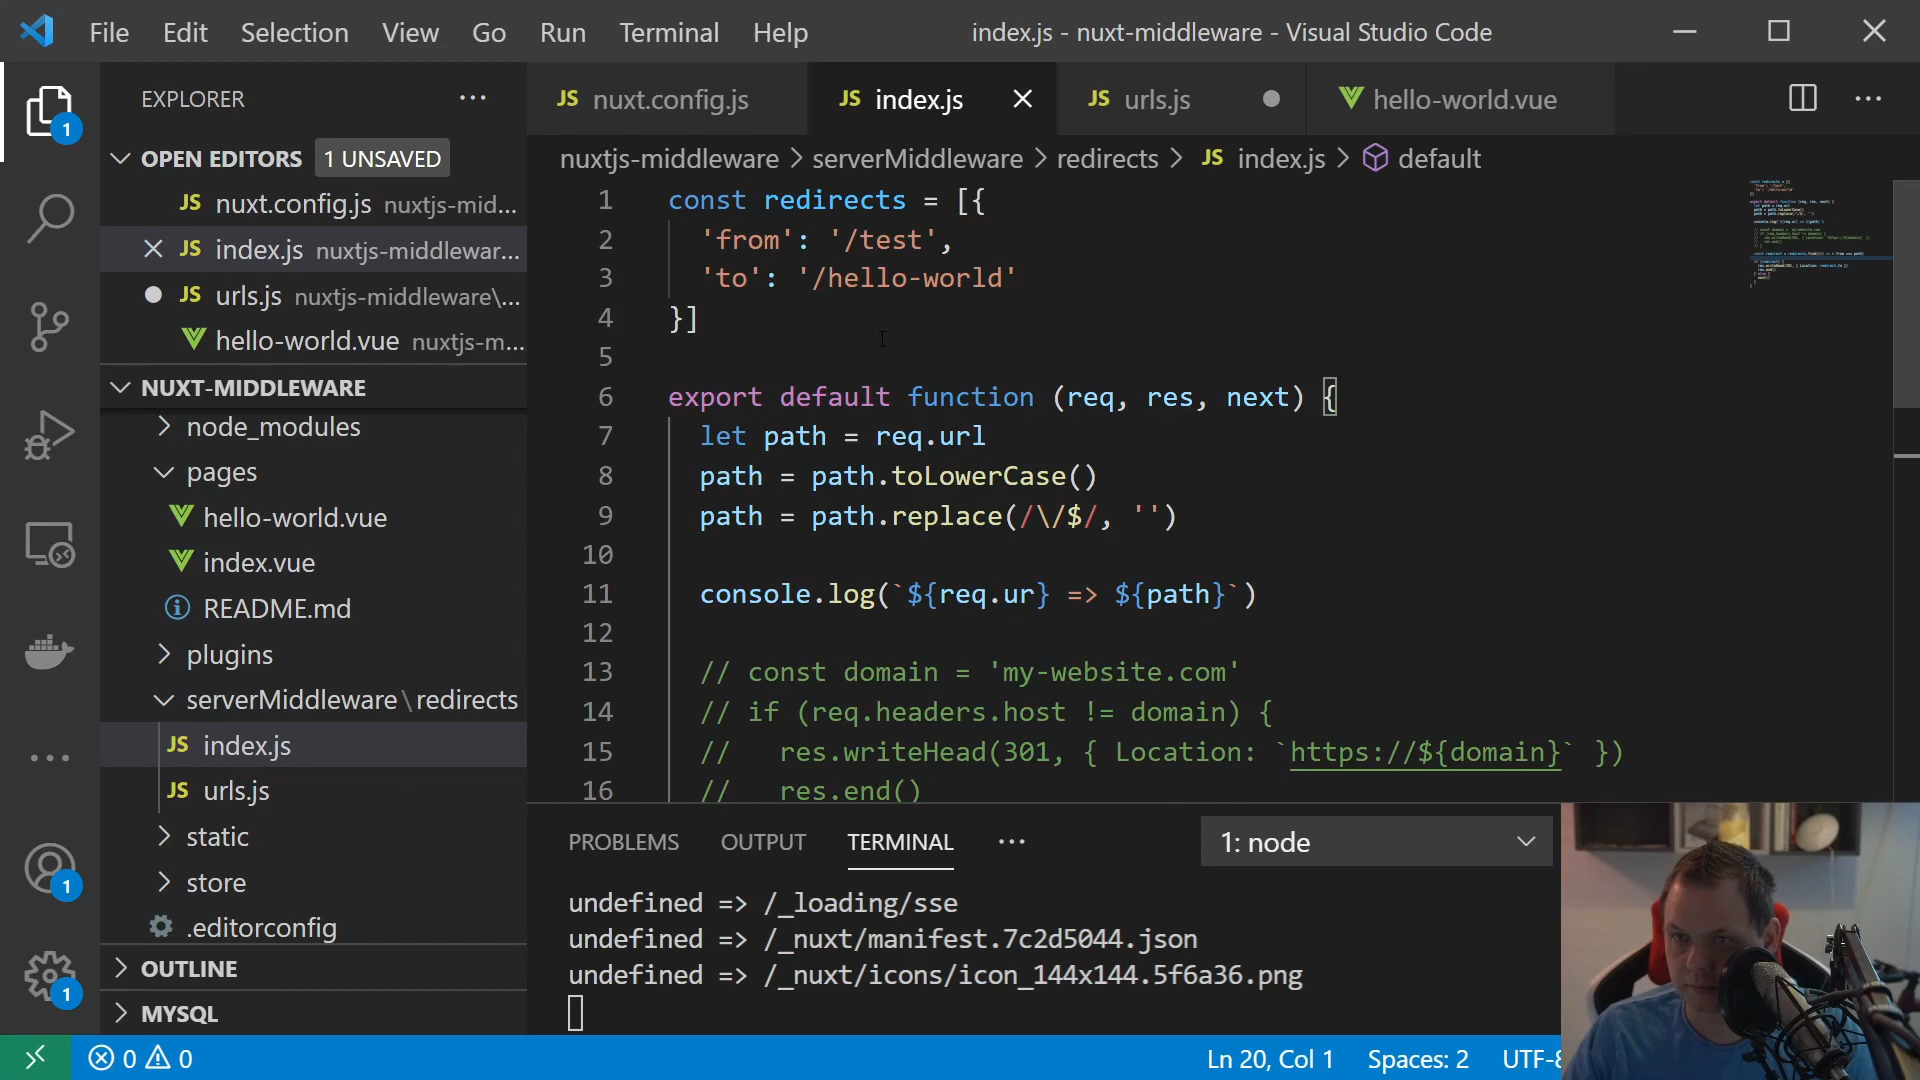 File Edit Selection View Go Run Terminal Help
index.js - nuxt-middleware - Visual Studio Code
EXPLORER
OPEN EDITORS 1 UNSAVED
JS nuxt.config.js nuxtjs-mid...
JS index.js nuxtjs-middlewar...
JS urls.js nuxtjs-middleware\...
hello-world.vue nuxtjs-m...
NUXT-MIDDLEWARE
node_modules
pages
hello-world.vue
index.vue
README.md
plugins
serverMiddleware\redirects
JS index.js
JS urls.js
static
store
.editorconfig
OUTLINE
MYSQL
1
1
1
JS nuxt.config.js JS index.js JS urls.js hello-world.vue
nuxtjs-middleware > serverMiddleware > redirects > JS index.js > default
1 const redirects = [{
2 'from': '/test',
3 'to': '/hello-world'
4 }]
5
6 export default function (req, res, next) {
7 let path = req.url
8 path = path.toLowerCase()
9 path = path.replace(/\/$/, '')
10
11 console.log(`${req.ur} => ${path}`)
12
13 // const domain = 'my-website.com'
14 // if (req.headers.host != domain) {
15 //   res.writeHead(301, { Location: `https://${domain}` })
16 //   res.end()
PROBLEMS OUTPUT TERMINAL ... 1: node
undefined => /_loading/sse
undefined => /_nuxt/manifest.7c2d5044.json
undefined => /_nuxt/icons/icon_144x144.5f6a36.png
0 0
Ln 20, Col 1 Spaces: 2 UTF-8